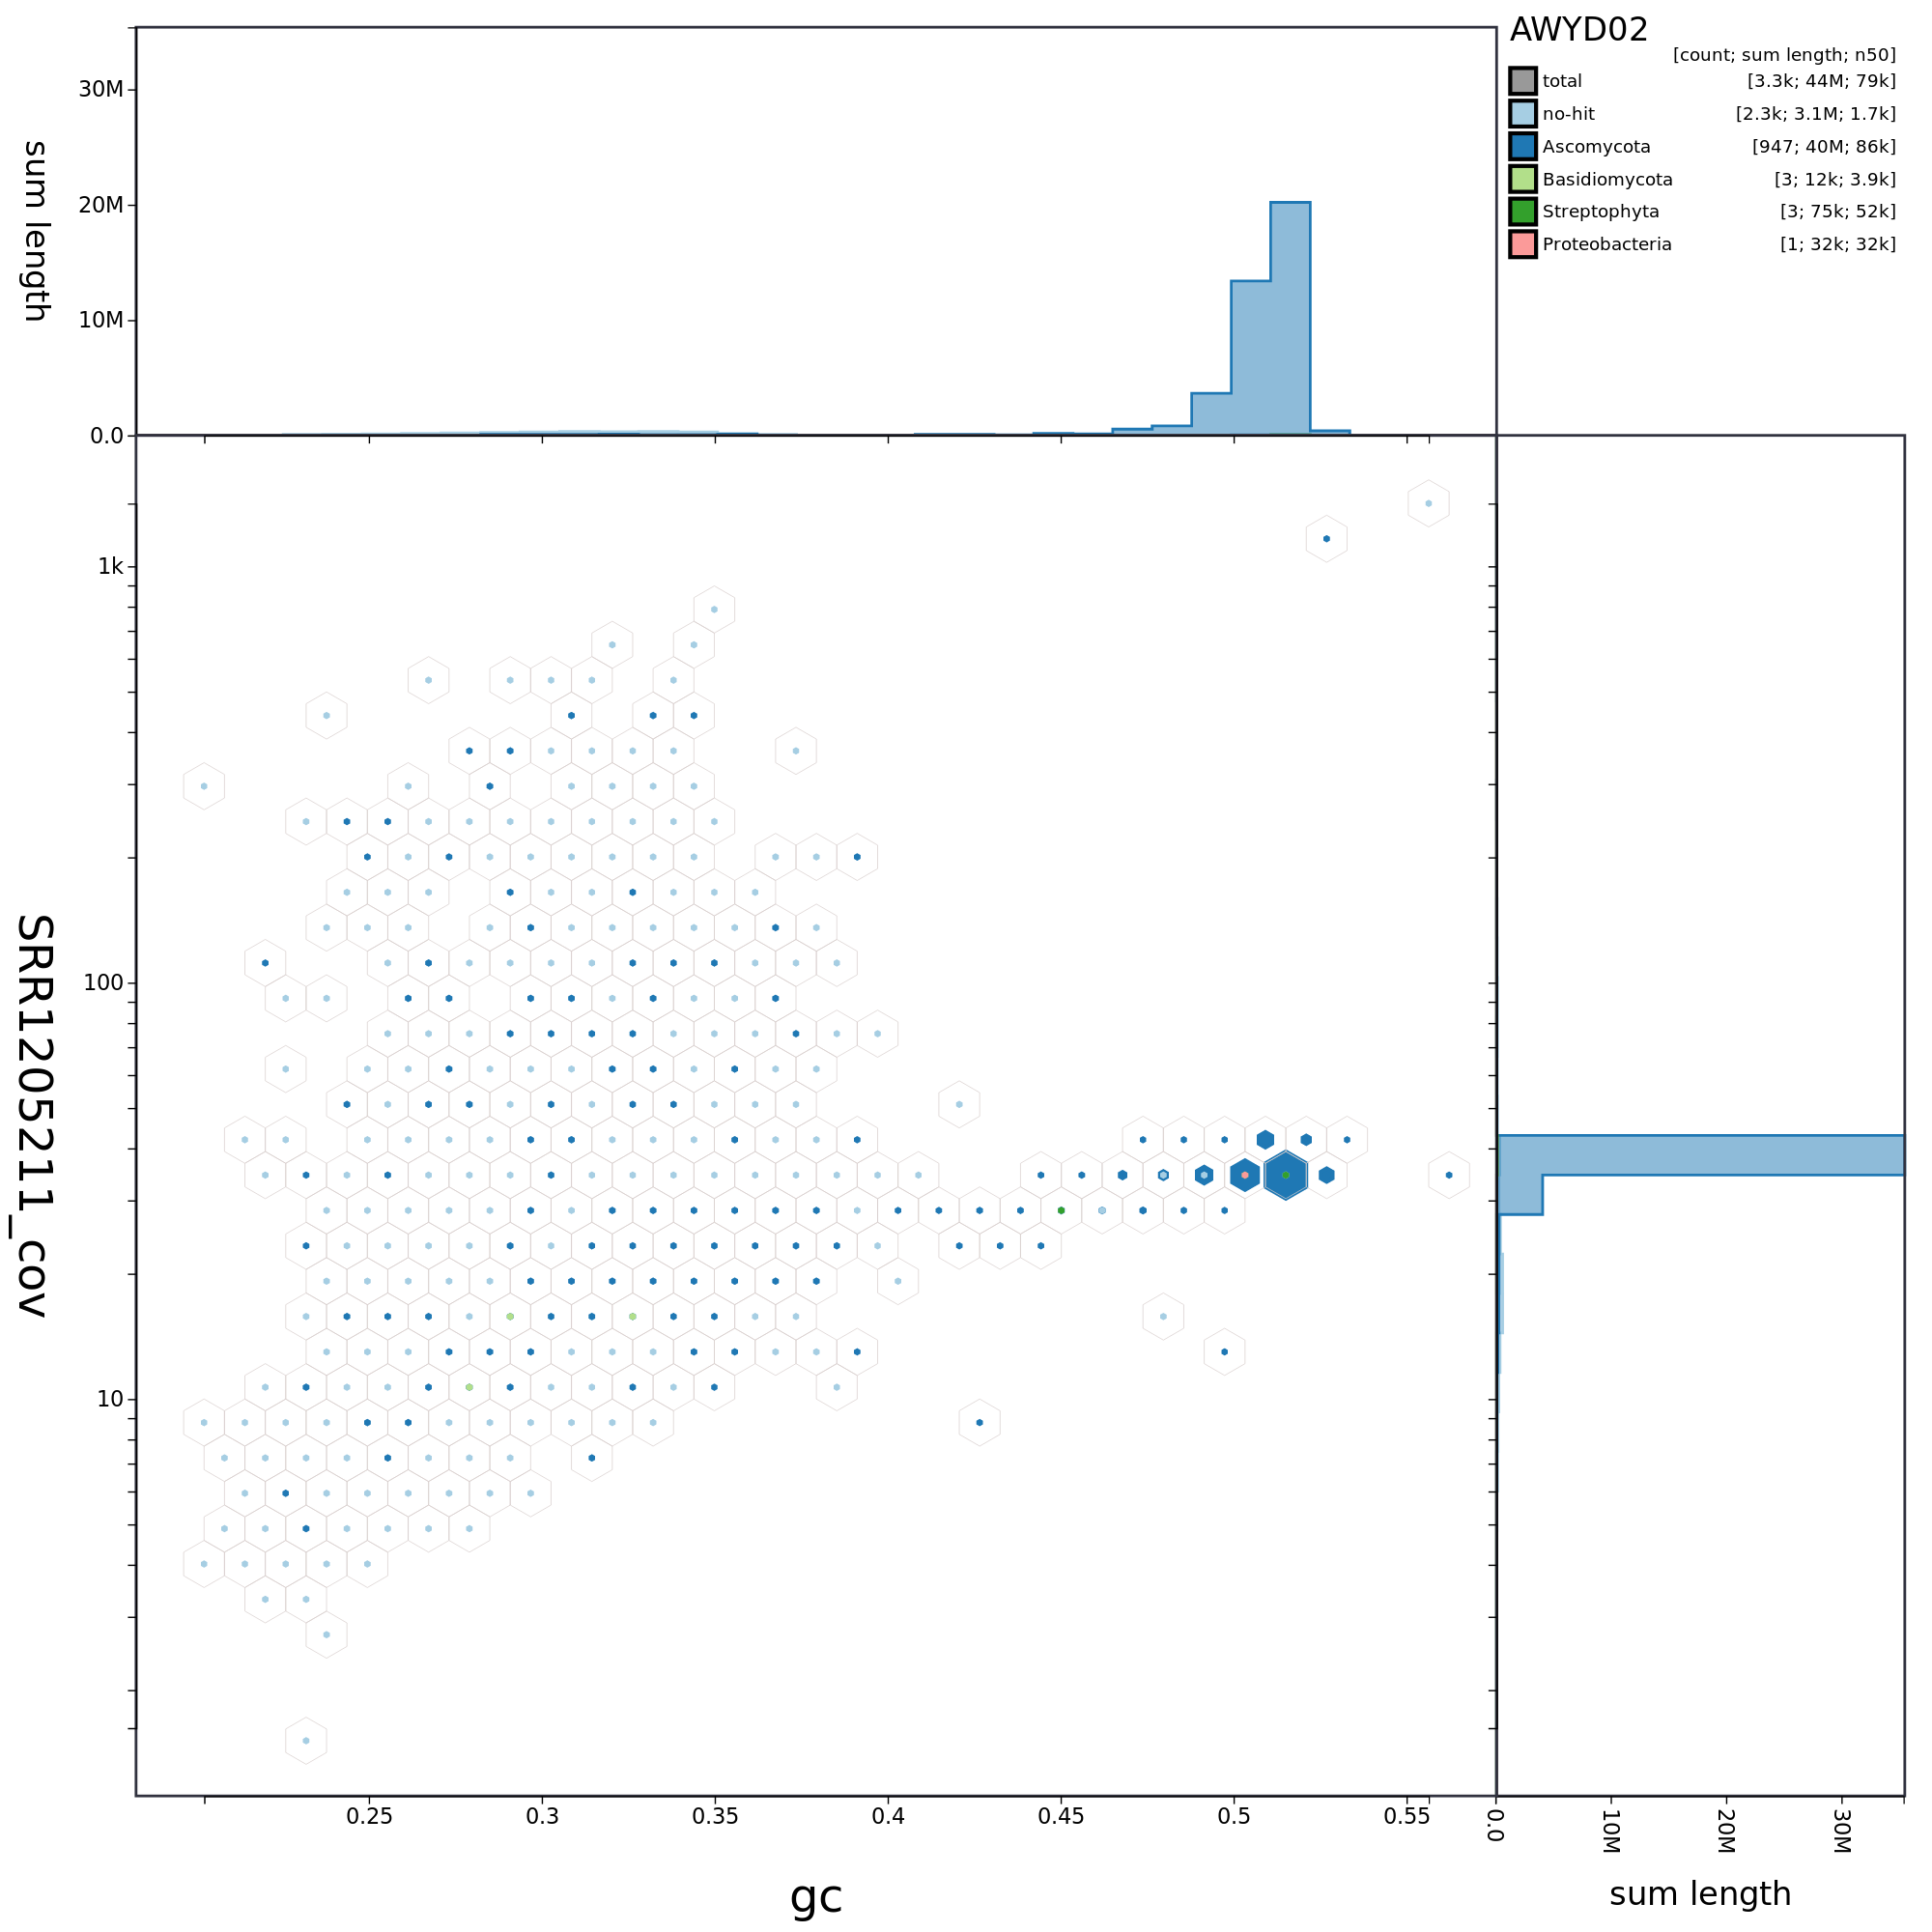 AWYD02
[count; sum length; n50]
total [3.3k; 44M; 79k]
no-hit [2.3k; 3.1M; 1.7k]
Ascomycota [947; 40M; 86k]
Basidiomycota [3; 12k; 3.9k]
Streptophyta [3; 75k; 52k]
Proteobacteria [1; 32k; 32k]
sum length
30M
20M
10M
0.0
SRR1205211_cov
1k
100
10
0.25 0.3 0.35 0.4 0.45 0.5 0.55
gc
0.0 10M 20M 30M
sum length